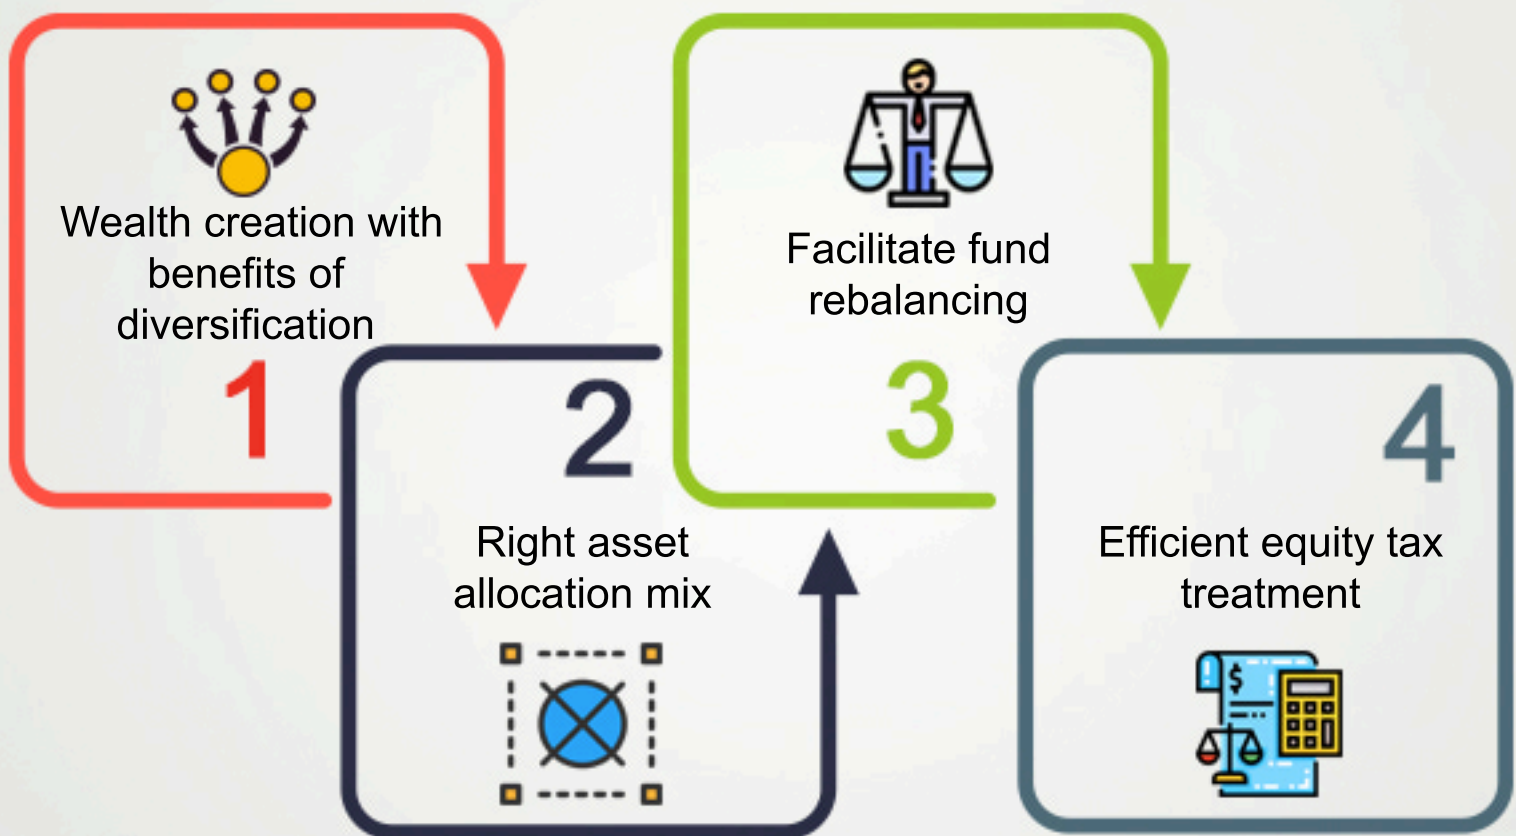 Wealth creation with
benefits of
diversification
1
2
Right asset
allocation mix
Facilitate fund
rebalancing
3
4
Efficient equity tax
treatment
$